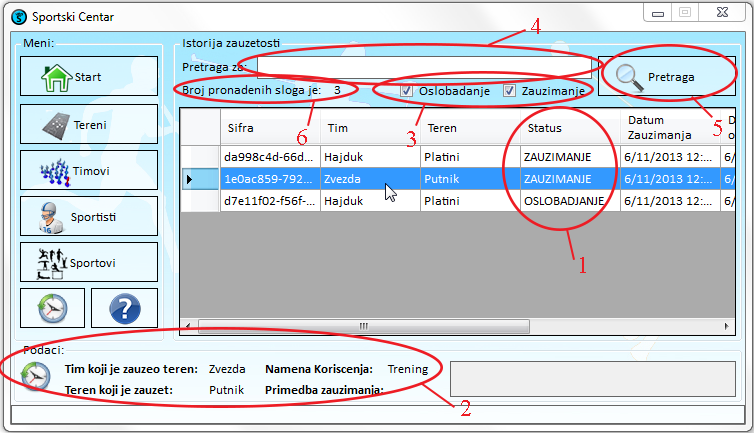 Sportski Centar
Meni:
Start
Tereni
Timovi
Sportisti
Sportovi
Istorija zauzetosti
4
Pretraga za:
Pretraga
Broj pronadenih sloga je: 3
Oslobadanje
Zauzimanje
6
3
5
Sifra Tim Teren Status Datum Zauzimanja D o
da998c4d-66d... Hajduk Platini ZAUZIMANJE 6/11/2013 12:... 6/
1e0ac859-792... Zvezda Putnik ZAUZIMANJE 6/11/2013 12:...
d7e11f02-f56f-... Hajduk Platini OSLOBADJANJE 6/11/2013 12:... 6/
1
Podaci:
Tim koji je zauzeo teren: Zvezda Namena Koriscenja: Trening
Teren koji je zauzet: Putnik Primedba zauzimanja:
2